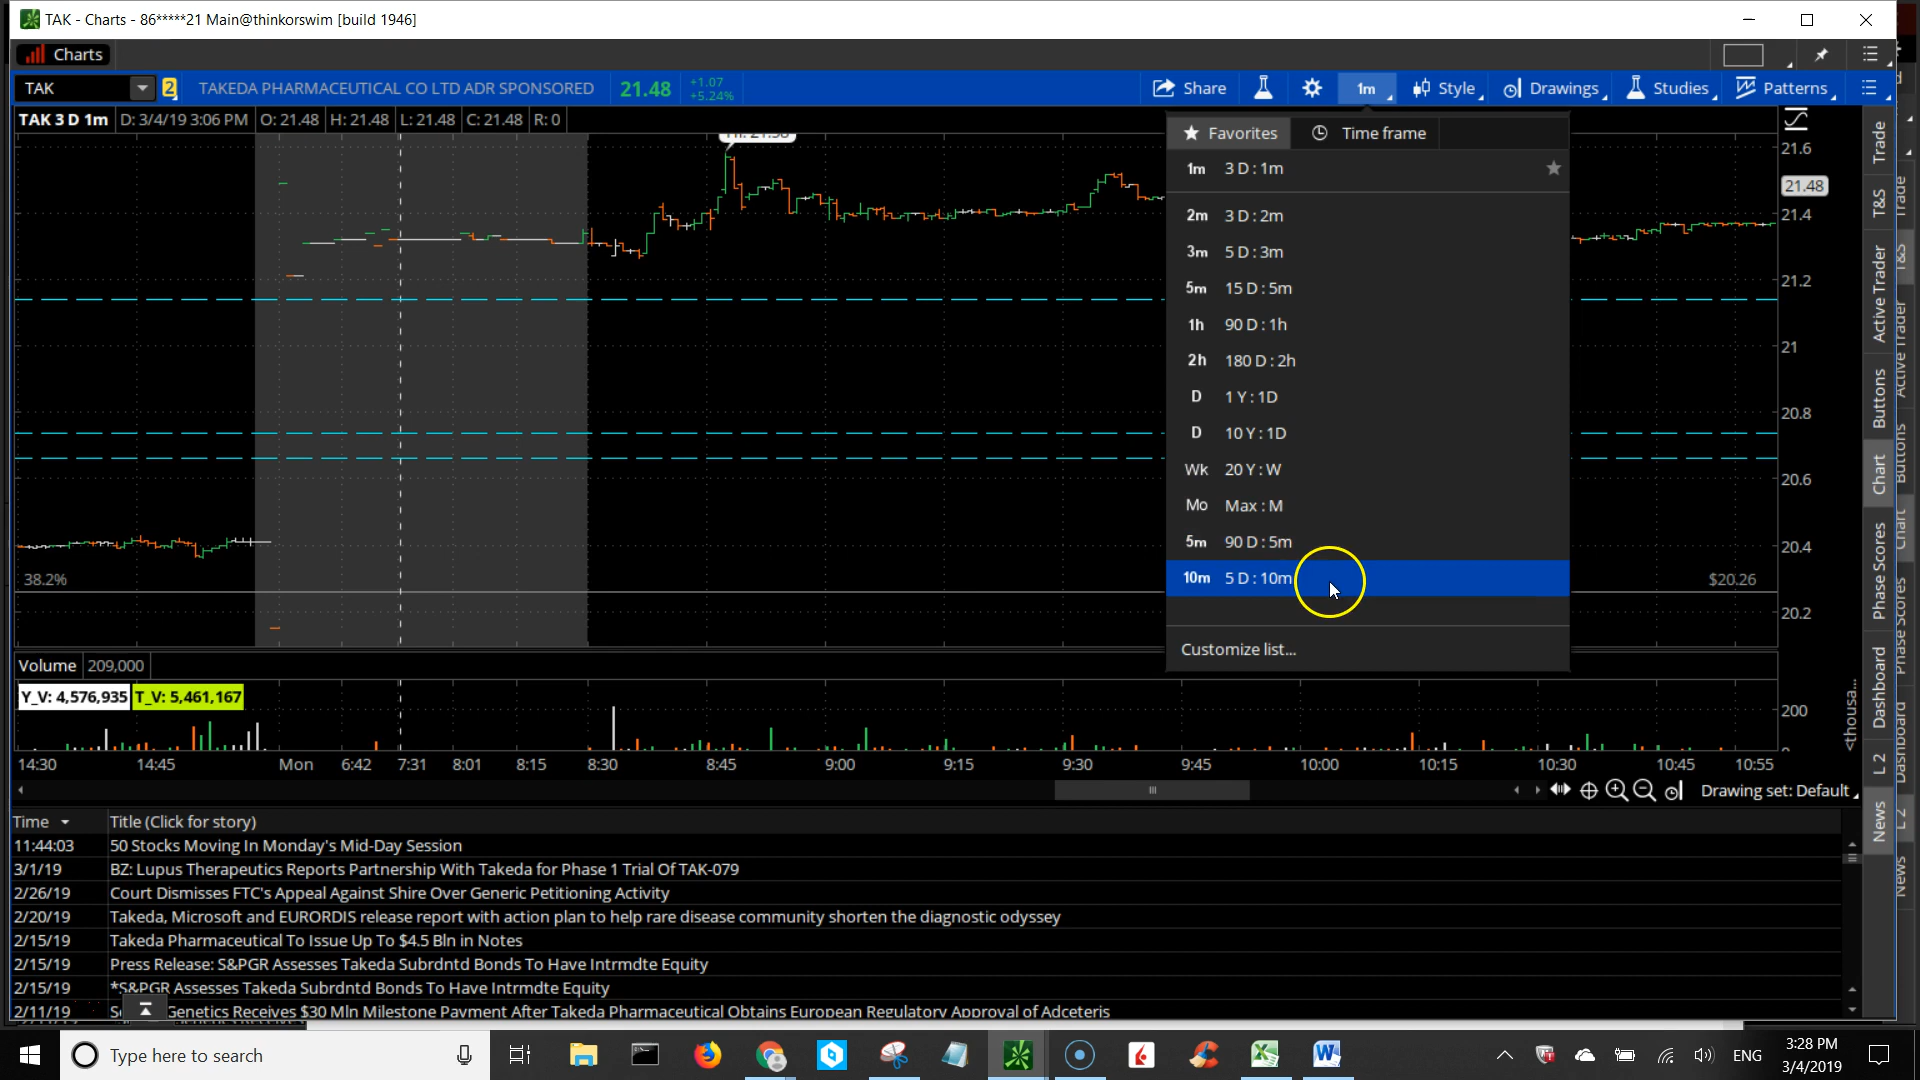 TAK - Charts - 86*****21 Main@thinkorswim [build 1946]
Charts
TAK
2
TAKEDA PHARMACEUTICAL CO LTD ADR SPONSORED
21.48
+1.07
+5.24%
Share
1m
Style
Drawings
Studies
Patterns
TAK 3 D 1m D: 3/4/19 3:06 PM O: 21.48 H: 21.48 L: 21.48 C: 21.48 R: 0
Favorites Time frame
1m 3 D : 1m
2m 3 D : 2m
3m 5 D : 3m
5m 15 D : 5m
1h 90 D : 1h
2h 180 D : 2h
D 1 Y : 1D
D 10 Y : 1D
Wk 20 Y : W
Mo Max : M
5m 90 D : 5m
10m 5 D : 10m
Customize list...
21.6
21.48
21.4
21.2
21
20.8
20.6
20.4
20.2
38.2%
$20.26
Volume 209,000
Y_V: 4,576,935 T_V: 5,461,167
200
<thousa...
14:30 14:45 Mon 6:42 7:31 8:01 8:15 8:30 8:45 9:00 9:15 9:30 9:45 10:00 10:15 10:30 10:45 10:55
Drawing set: Default
Trade
T&S
Active Trader
Buttons
Chart
Phase Scores
Dashboard
L 2
News
Time Title (Click for story)
11:44:03 50 Stocks Moving In Monday's Mid-Day Session
3/1/19 BZ: Lupus Therapeutics Reports Partnership With Takeda for Phase 1 Trial Of TAK-079
2/26/19 Court Dismisses FTC's Appeal Against Shire Over Generic Petitioning Activity
2/20/19 Takeda, Microsoft and EURORDIS release report with action plan to help rare disease community shorten the diagnostic odyssey
2/15/19 Takeda Pharmaceutical To Issue Up To $4.5 Bln in Notes
2/15/19 Press Release: S&PGR Assesses Takeda Subrdntd Bonds To Have Intrmdte Equity
2/15/19 *S&PGR Assesses Takeda Subrdntd Bonds To Have Intrmdte Equity
2/11/19 Genetics Receives $30 Mln Milestone Payment After Takeda Pharmaceutical Obtains European Regulatory Approval of Adceteris
Type here to search
ENG
3:28 PM
3/4/2019